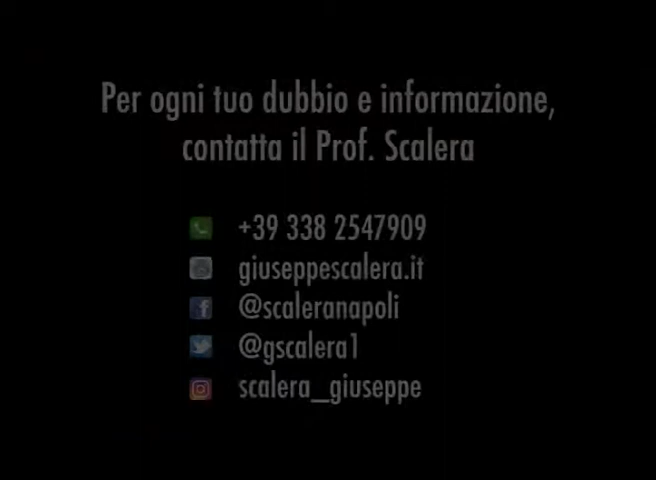 Per ogni tuo dubbio e informazione,
contatta il Prof. Scalera
+39 338 2547909
giuseppescalera.it
@scaleranapoli
@gscalera1
scalera_giuseppe